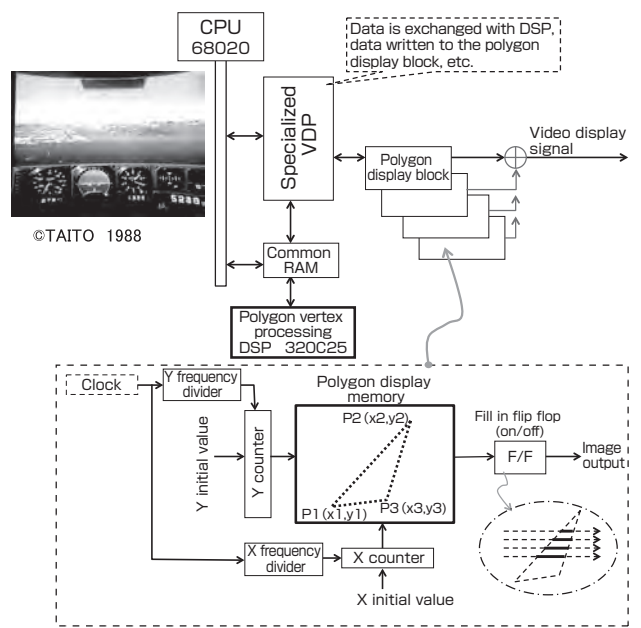 CPU
68020
Data is exchanged with DSP,
data written to the polygon
display block, etc.
Specialized
VDP
Polygon
display block
Video display
signal
©TAITO 1988
Common
RAM
Polygon vertex
processing
DSP 320C25
Clock
Y frequency
divider
Y initial value
Y counter
Polygon display
memory
P2(x2,y2)
P1(x1,y1)
P3(x3,y3)
Fill in flip flop
(on/off)
F/F
Image
output
X frequency
divider
X counter
X initial value